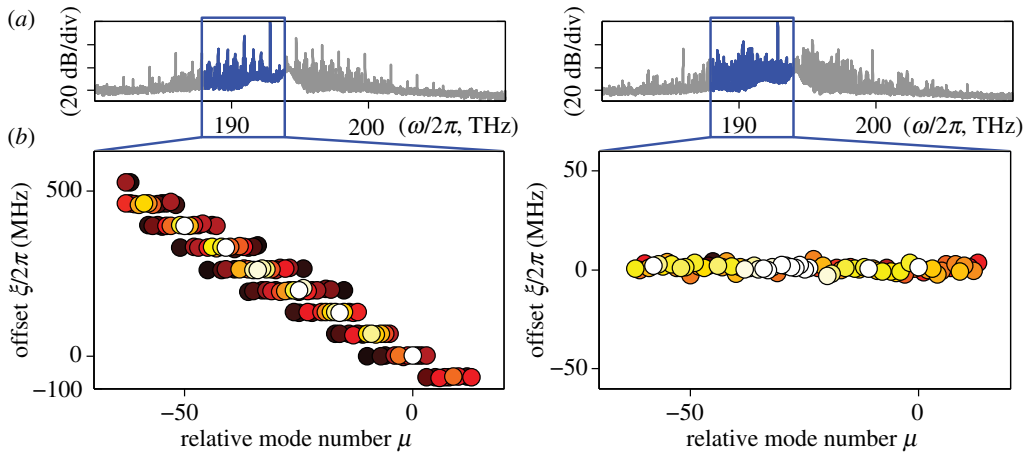 (a)
(20 dB/div)
190
200
(ω/2π, THz)
(20 dB/div)
190
200
(ω/2π, THz)
(b)
offset ξ/2π (MHz)
500
0
−100
−50
0
relative mode number μ
offset ξ/2π (MHz)
50
0
−50
−50
0
relative mode number μ